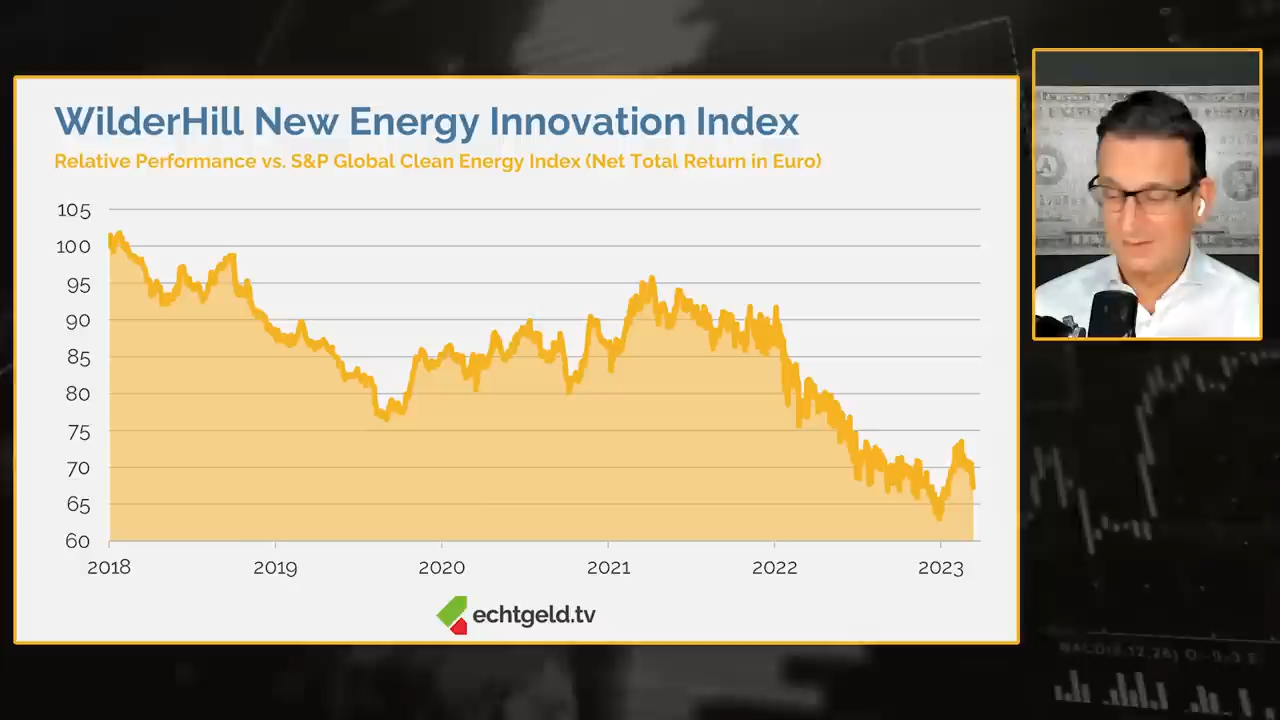 WilderHill New Energy Innovation Index
Relative Performance vs. S&P Global Clean Energy Index (Net Total Return in Euro)
105
100
95
90
85
80
75
70
65
60
2018 2019 2020 2021 2022 2023
echtgeld.tv